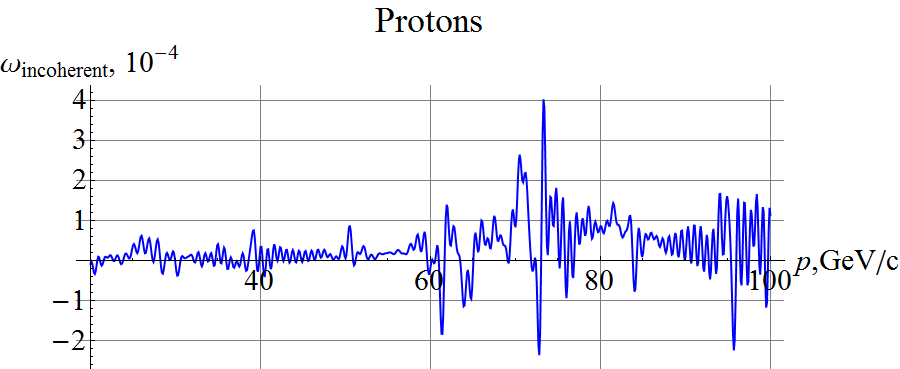 Protons
ω_incoherent, 10^−4
4
3
2
1
−1
−2
40 60 80 100 p,GeV/c